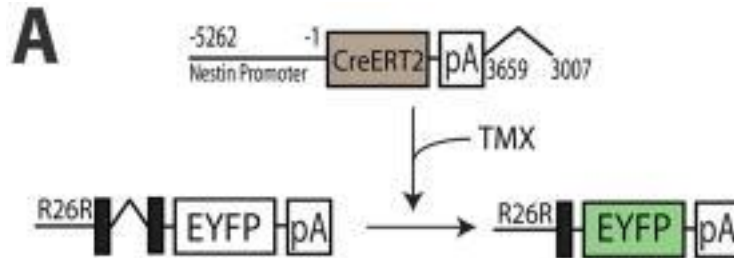 A
-5262 -1
Nestin Promoter CreERT2 pA 3659 3007
TMX
R26R EYFP pA R26R EYFP pA